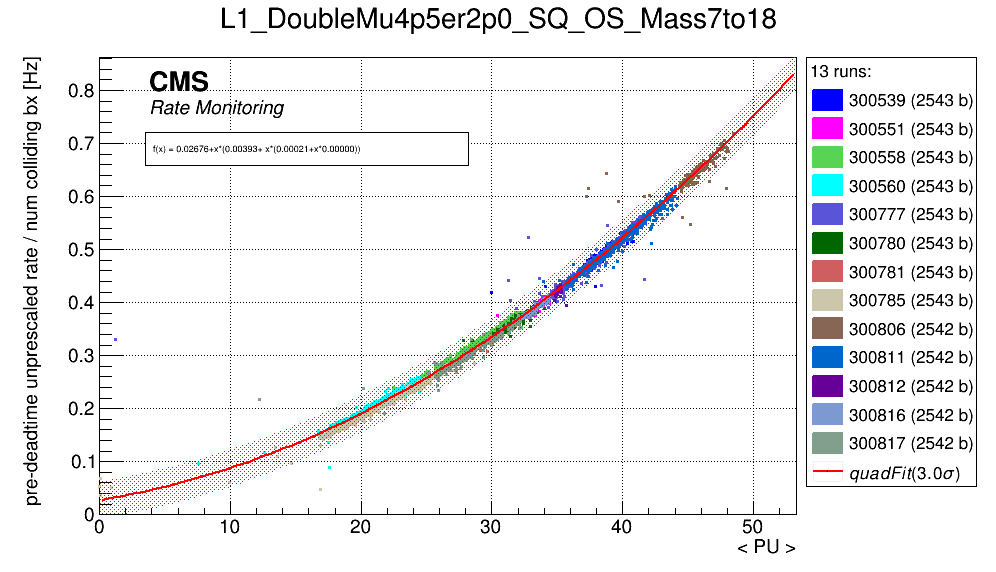 L1_DoubleMu4p5er2p0_SQ_OS_Mass7to18
pre-deadtime unprescaled rate / num colliding bx [Hz]
CMS
Rate Monitoring
f(x) = 0.02676+x*(0.00393+ x*(0.00021+x*0.00000))
0.8
0.7
0.6
0.5
0.4
0.3
0.2
0.1
0
0 10 20 30 40 50
< PU >
13 runs:
300539 (2543 b)
300551 (2543 b)
300558 (2543 b)
300560 (2543 b)
300777 (2543 b)
300780 (2543 b)
300781 (2543 b)
300785 (2543 b)
300806 (2542 b)
300811 (2542 b)
300812 (2542 b)
300816 (2542 b)
300817 (2542 b)
quadFit(3.0σ)